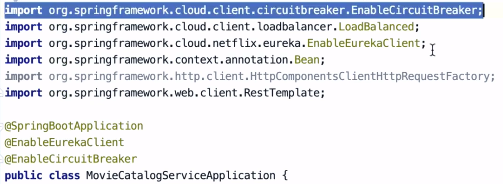 import org.springframework.cloud.client.circuitbreaker.EnableCircuitBreaker;
import org.springframework.cloud.client.loadbalancer.LoadBalanced;
import org.springframework.cloud.netflix.eureka.EnableEurekaClient;
import org.springframework.context.annotation.Bean;
import org.springframework.http.client.HttpComponentsClientHttpRequestFactory;
import org.springframework.web.client.RestTemplate;
@SpringBootApplication
@EnableEurekaClient
@EnableCircuitBreaker
public class MovieCatalogServiceApplication {